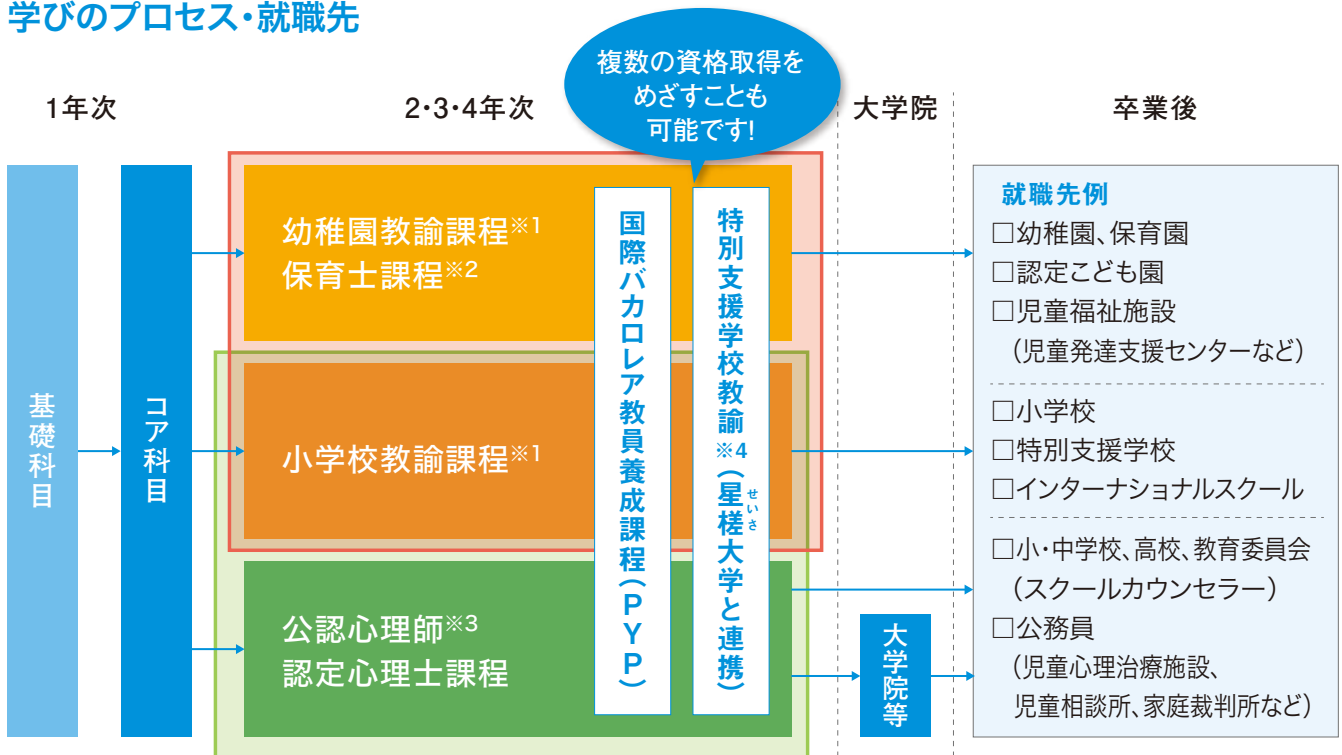 学びのプロセス・就職先
複数の資格取得を
めざすことも
可能です!
1年次
2・3・4年次
大学院
卒業後
基礎科目
コア科目
幼稚園教諭課程※1
保育士課程※2
小学校教諭課程※1
公認心理師※3
認定心理士課程
国際バカロレア教員養成課程(PYP)
特別支援学校教諭※4(星槎大学と連携)
せいさ
大学院等
就職先例
□幼稚園、保育園
□認定こども園
□児童福祉施設
(児童発達支援センターなど)
□小学校
□特別支援学校
□インターナショナルスクール
□小・中学校、高校、教育委員会
(スクールカウンセラー)
□公務員
(児童心理治療施設、
児童相談所、家庭裁判所など)